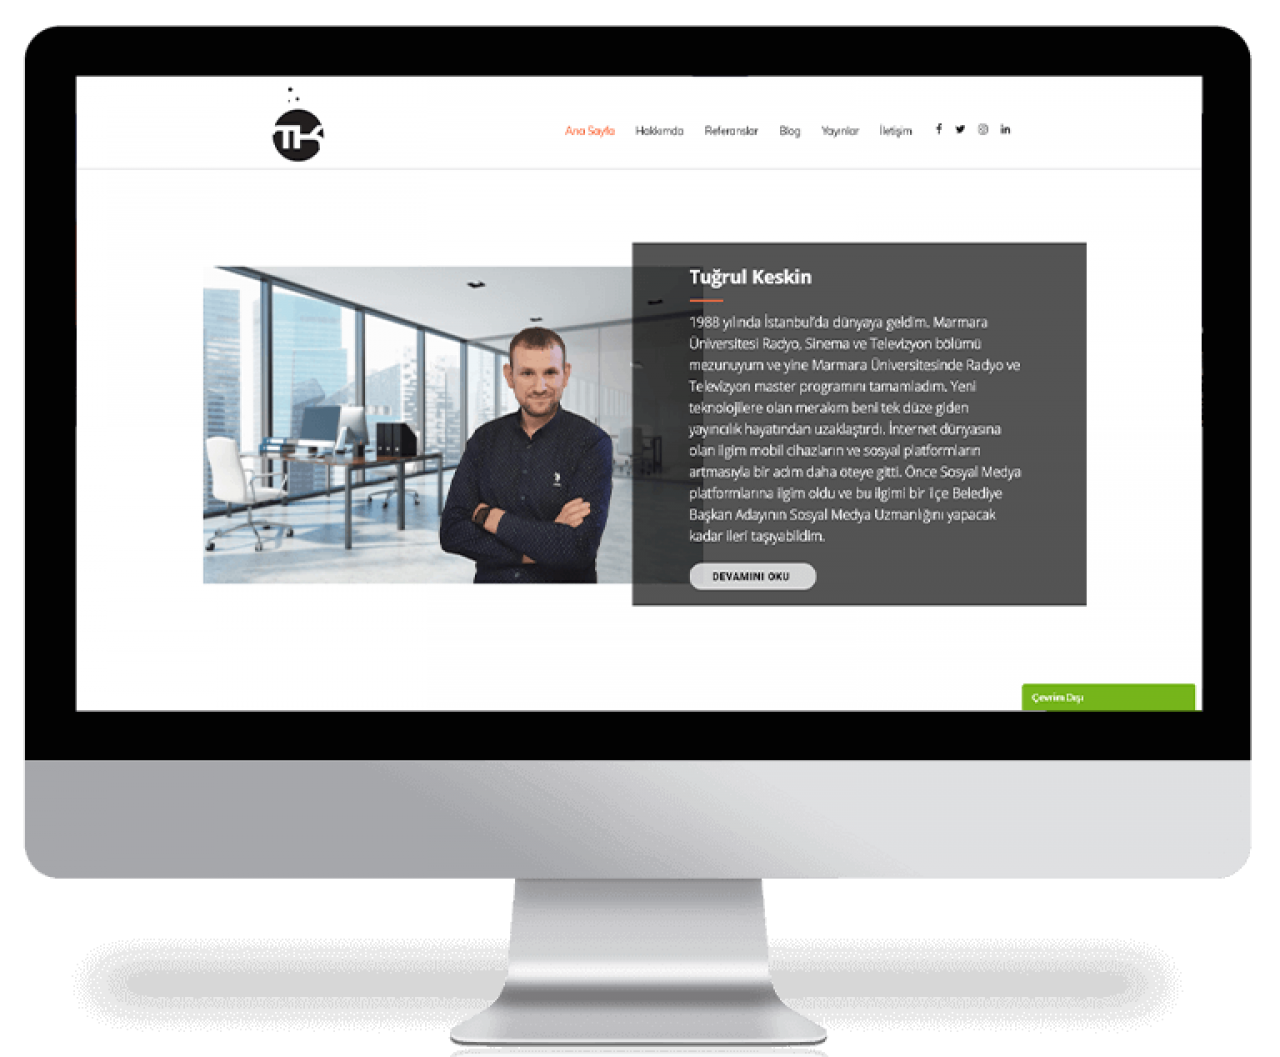 TK
Ana Sayfa Hakkımda Referanslar Blog Yayınlar İletişim
Tuğrul Keskin
1988 yılında İstanbul'da dünyaya geldim. Marmara
Üniversitesi Radyo, Sinema ve Televizyon bölümü
mezunuyum ve yine Marmara Üniversitesinde Radyo ve
Televizyon master programını tamamladım. Yeni
teknolojilere olan merakım beni tek düze giden
yayıncılık hayatından uzaklaştırdı. İnternet dünyasına
olan ilgim mobil cihazların ve sosyal platformların
artmasıyla bir adım daha öteye gitti. Önce Sosyal Medya
platformlarına ilgim oldu ve bu ilgimi bir ilçe Belediye
Başkan Adayının Sosyal Medya Uzmanlığını yapacak
kadar ileri taşıyabildim.
DEVAMINI OKU
Çevrim Dışı